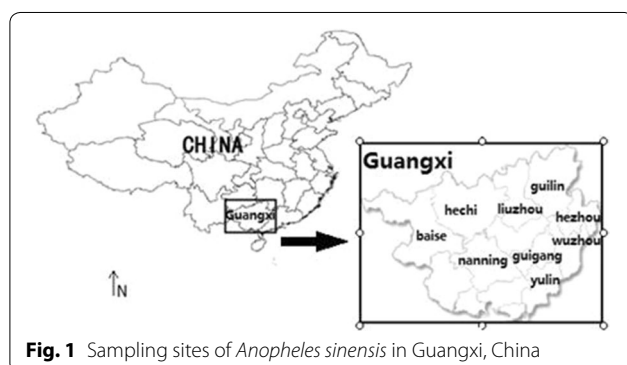 CHINA
Guangxi
N
Guangxi
guilin
hechi
liuzhou
hezhou
baise
wuzhou
nanning
guigang
yulin
Fig. 1 Sampling sites of Anopheles sinensis in Guangxi, China